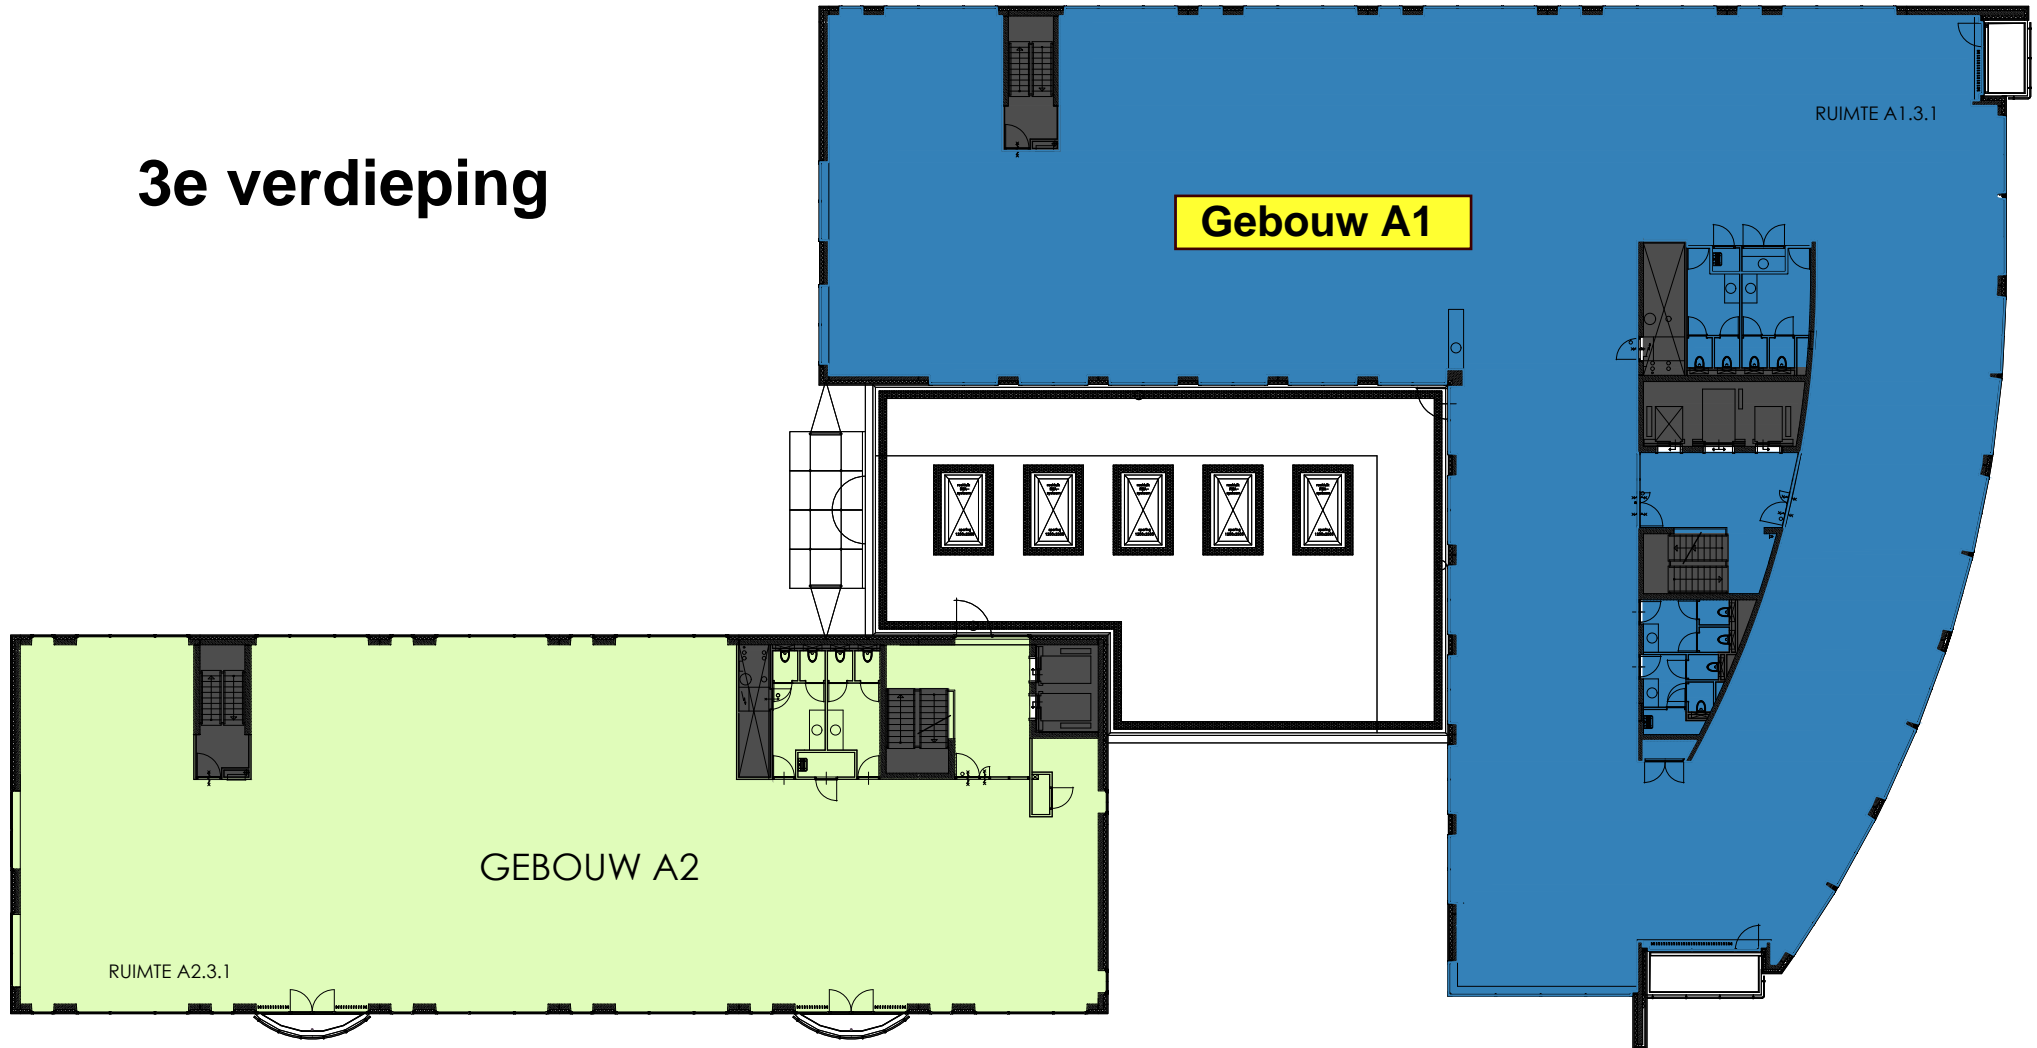 RUIMTE A1.3.1
3e verdieping
Gebouw A1
GEBOUW A2
RUIMTE A2.3.1